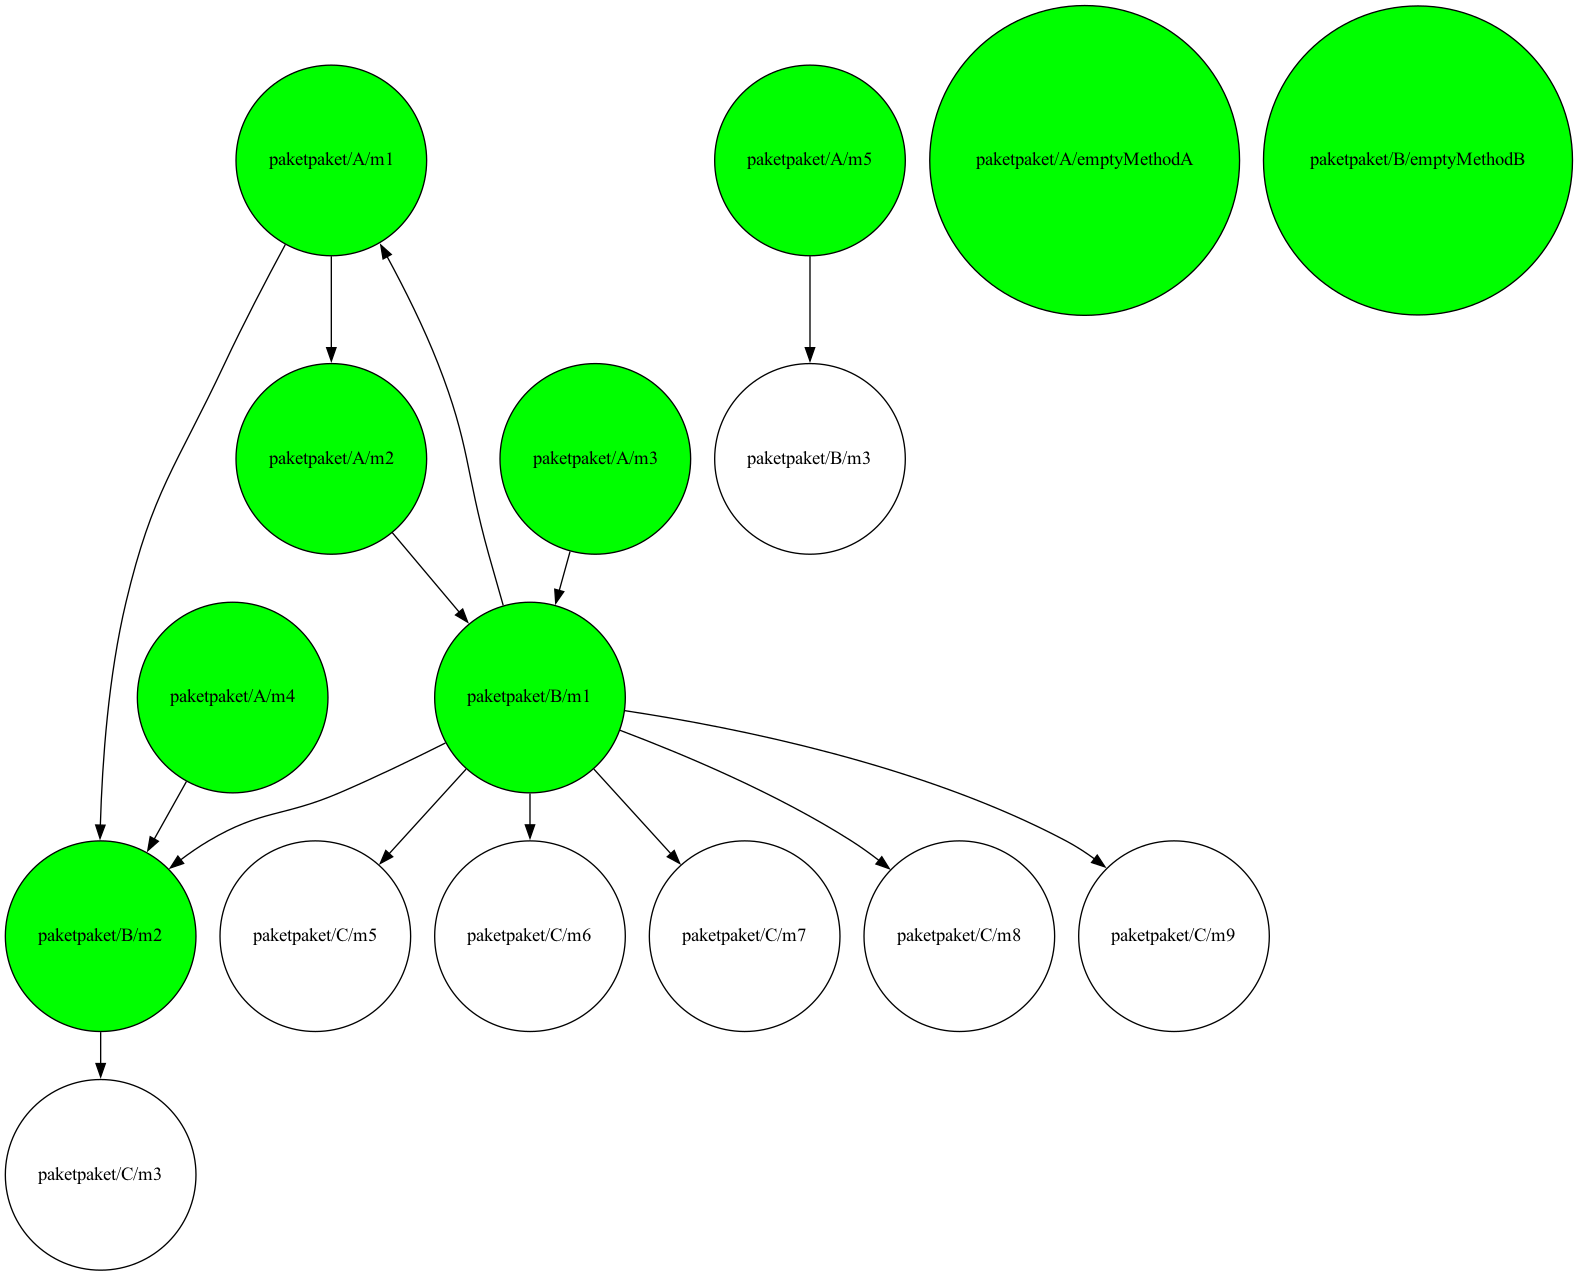 paketpaket/A/m1
paketpaket/A/m5
paketpaket/A/emptyMethodA
paketpaket/B/emptyMethodB
paketpaket/A/m2
paketpaket/A/m3
paketpaket/B/m3
paketpaket/A/m4
paketpaket/B/m1
paketpaket/B/m2
paketpaket/C/m5
paketpaket/C/m6
paketpaket/C/m7
paketpaket/C/m8
paketpaket/C/m9
paketpaket/C/m3